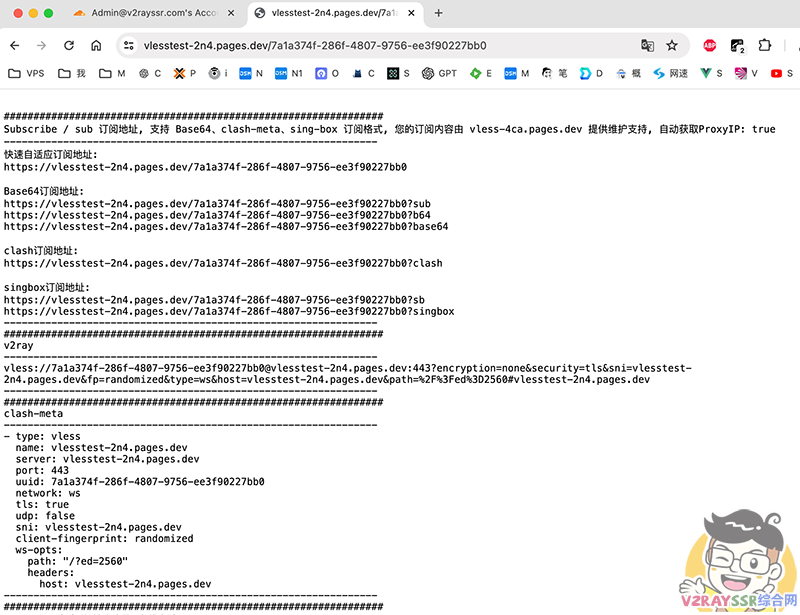 Admin@v2rayssr.com's Acco
vlesstest-2n4.pages.dev/7a1a
vlesstest-2n4.pages.dev/7a1a374f-286f-4807-9756-ee3f90227bb0
ABP 2
VPS 我 M C P i DSM N DSM N1 O C S GPT E DSM M 笔 D 概 网速 S V S
################################################################
Subscribe / sub 订阅地址, 支持 Base64、clash-meta、sing-box 订阅格式, 您的订阅内容由 vless-4ca.pages.dev 提供维护支持, 自动获取ProxyIP: true
---------------------------------------------------------------
快速自适应订阅地址:
https://vlesstest-2n4.pages.dev/7a1a374f-286f-4807-9756-ee3f90227bb0
Base64订阅地址:
https://vlesstest-2n4.pages.dev/7a1a374f-286f-4807-9756-ee3f90227bb0?sub
https://vlesstest-2n4.pages.dev/7a1a374f-286f-4807-9756-ee3f90227bb0?b64
https://vlesstest-2n4.pages.dev/7a1a374f-286f-4807-9756-ee3f90227bb0?base64
clash订阅地址:
https://vlesstest-2n4.pages.dev/7a1a374f-286f-4807-9756-ee3f90227bb0?clash
singbox订阅地址:
https://vlesstest-2n4.pages.dev/7a1a374f-286f-4807-9756-ee3f90227bb0?sb
https://vlesstest-2n4.pages.dev/7a1a374f-286f-4807-9756-ee3f90227bb0?singbox
---------------------------------------------------------------
################################################################
v2ray
---------------------------------------------------------------
vless://7a1a374f-286f-4807-9756-ee3f90227bb0@vlesstest-2n4.pages.dev:443?encryption=none&security=tls&sni=vlesstest-
2n4.pages.dev&fp=randomized&type=ws&host=vlesstest-2n4.pages.dev&path=%2F%3Fed%3D2560#vlesstest-2n4.pages.dev
---------------------------------------------------------------
################################################################
clash-meta
---------------------------------------------------------------
- type: vless
name: vlesstest-2n4.pages.dev
server: vlesstest-2n4.pages.dev
port: 443
uuid: 7a1a374f-286f-4807-9756-ee3f90227bb0
network: ws
tls: true
udp: false
sni: vlesstest-2n4.pages.dev
client-fingerprint: randomized
ws-opts:
path: "/?ed=2560"
headers:
host: vlesstest-2n4.pages.dev
---------------------------------------------------------------
################################################################
V2RAYSSR综合网